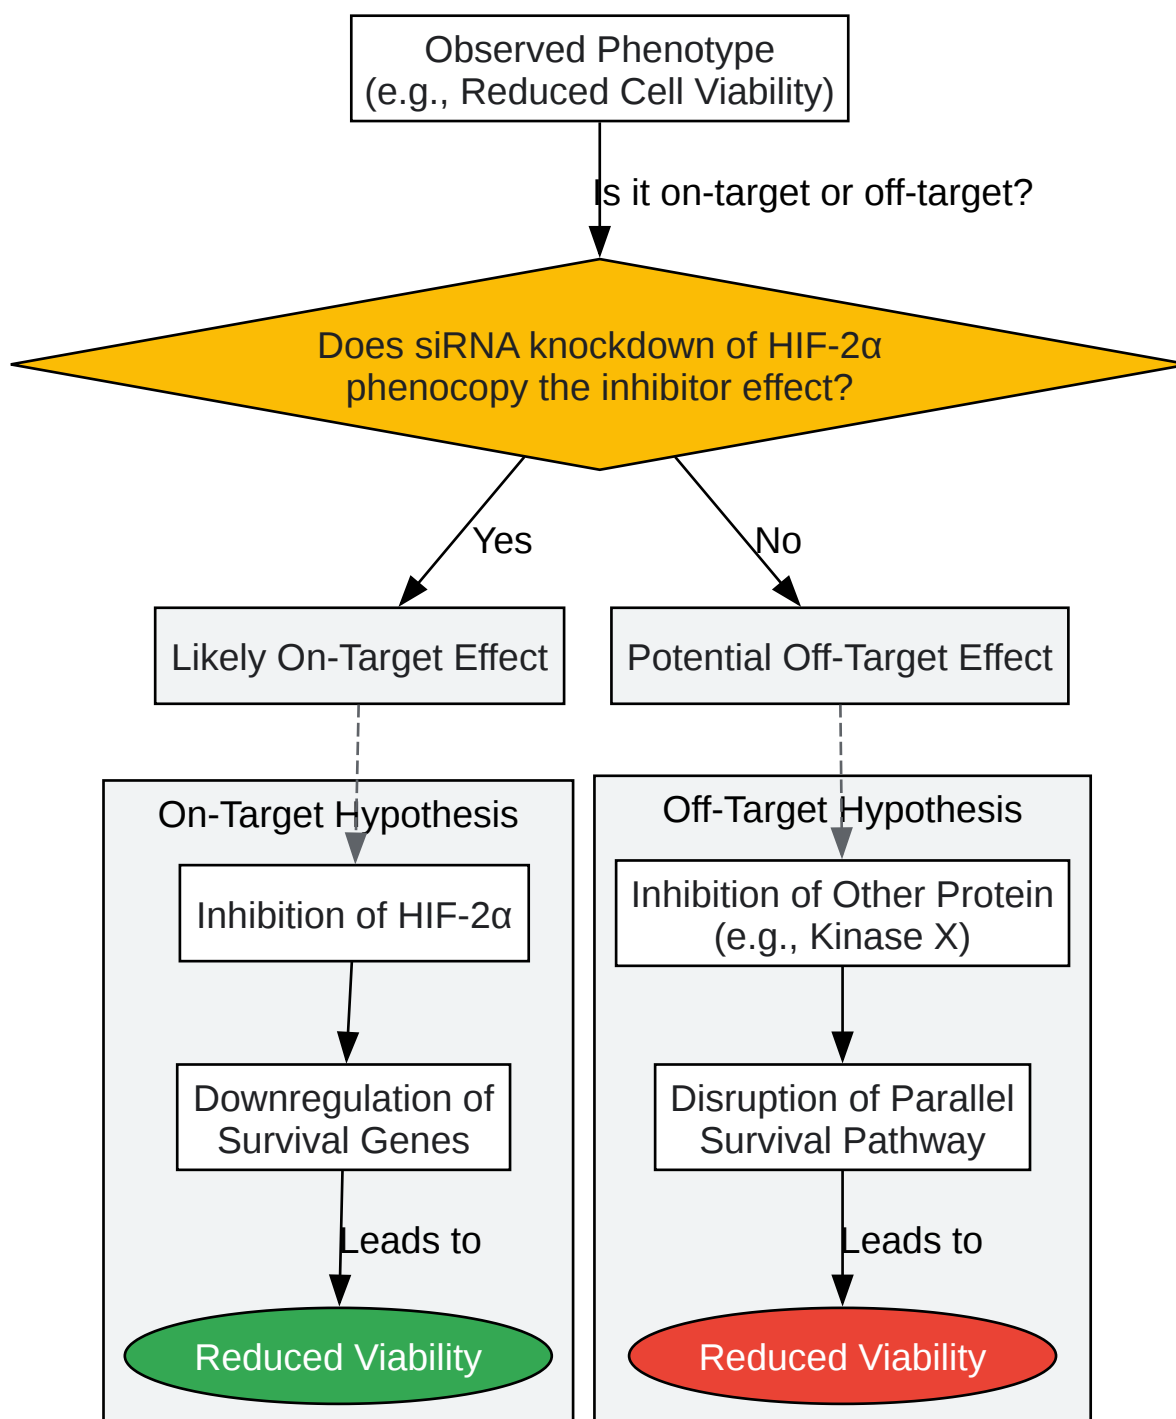 Observed Phenotype
(e.g., Reduced Cell Viability)
Is it on-target or off-target?
Does siRNA knockdown of HIF-2α
phenocopy the inhibitor effect?
Yes
No
Likely On-Target Effect
Potential Off-Target Effect
On-Target Hypothesis
Inhibition of HIF-2α
Downregulation of
Survival Genes
Leads to
Reduced Viability
Off-Target Hypothesis
Inhibition of Other Protein
(e.g., Kinase X)
Disruption of Parallel
Survival Pathway
Leads to
Reduced Viability